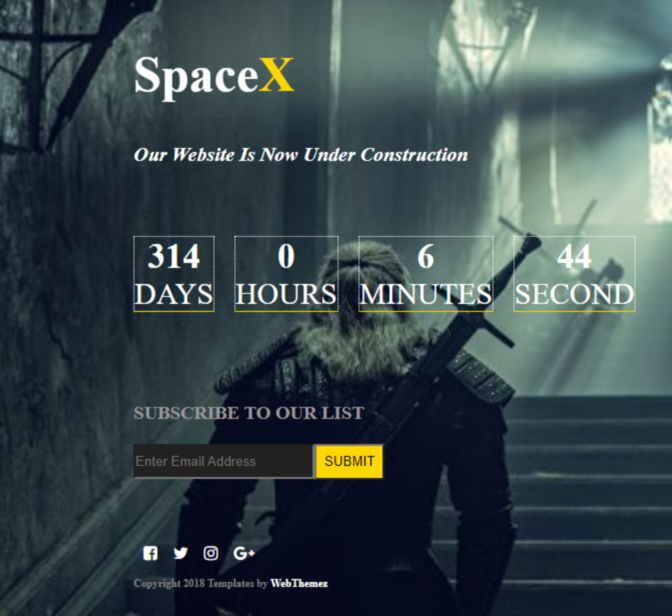 SpaceX
Our Website Is Now Under Construction
314 0 6 44
DAYS HOURS MINUTES SECOND
SUBSCRIBE TO OUR LIST
Enter Email Address SUBMIT
G+
Copyright 2018 Templates by WebThemez